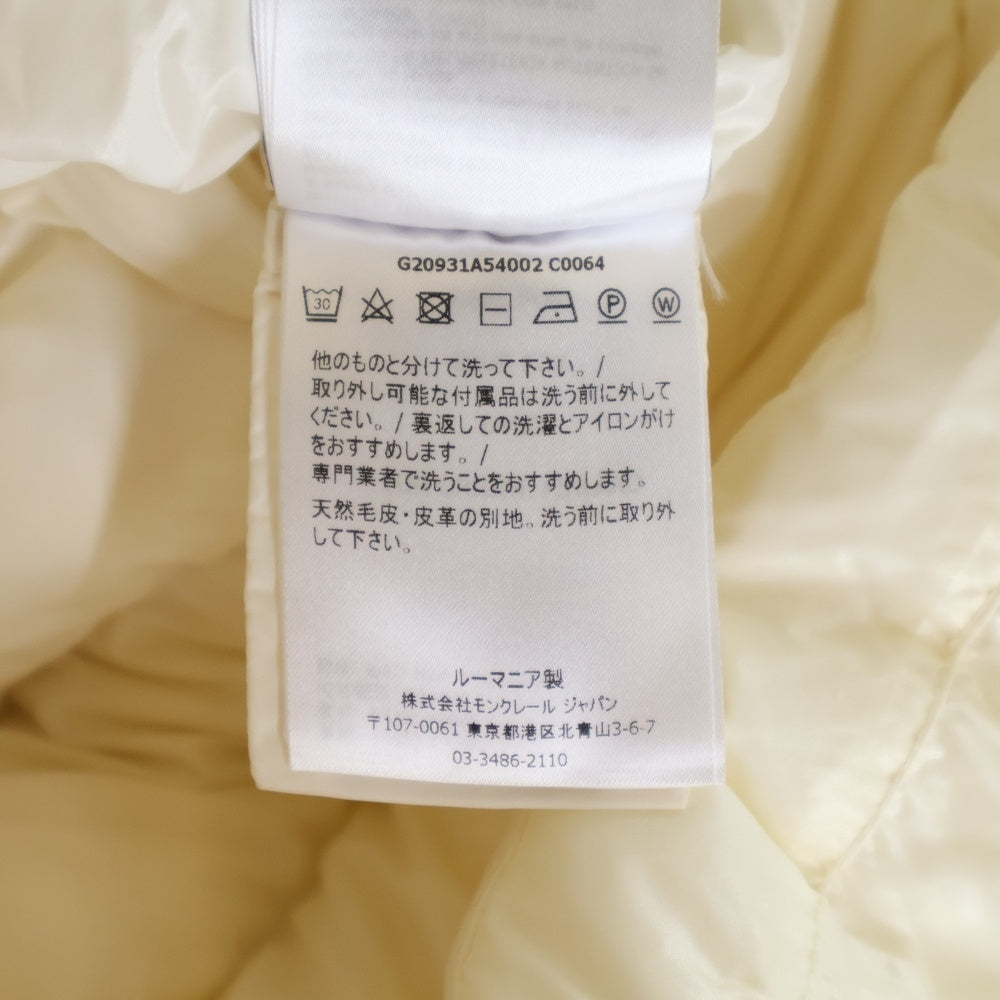 G20931A54002 C0064
30
P
W
他のものと分けて洗って下さい。/
取り外し可能な付属品は洗う前に外して
ください。/ 裏返しての洗濯とアイロンがけ
をおすすめします。/
専門業者で洗うことをおすすめします。
天然毛皮・皮革の別地。洗う前に取り外
して下さい。
ルーマニア製
株式会社モンクレール ジャパン
〒107-0061 東京都港区北青山3-6-7
03-3486-2110